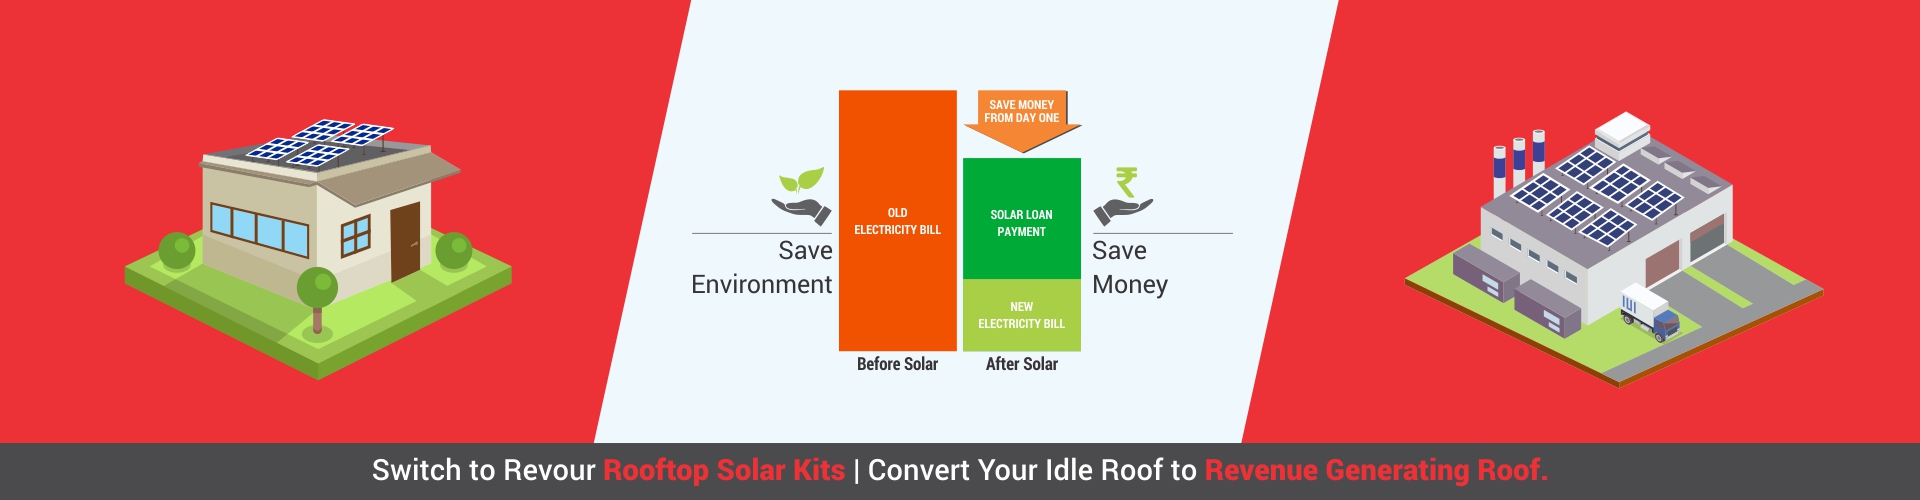 SAVE MONEY
FROM DAY ONE
OLD
ELECTRICITY BILL
SOLAR LOAN
PAYMENT
₹
Save
Environment
Save
Money
NEW
ELECTRICITY BILL
Before Solar
After Solar
Switch to Revour Rooftop Solar Kits | Convert Your Idle Roof to Revenue Generating Roof.